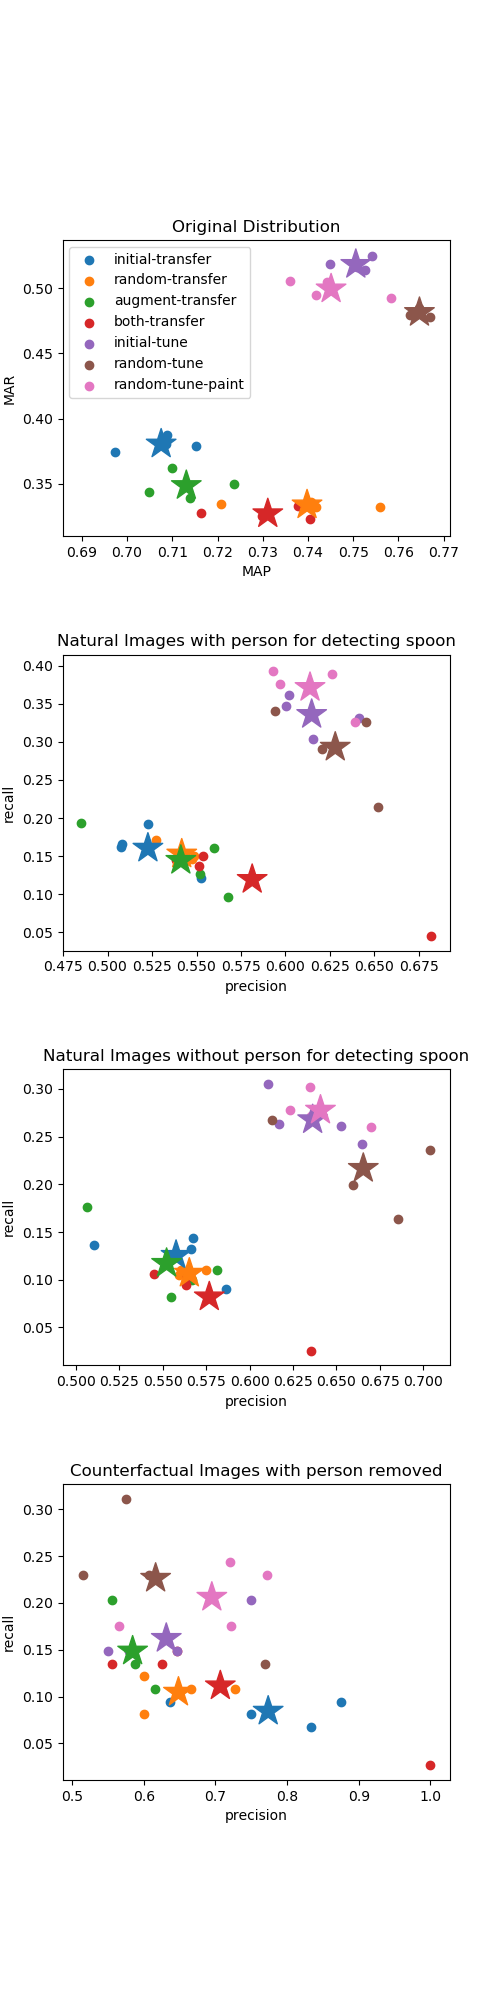 Original Distribution
0.50
0.45
0.40
0.35
MAR
initial-transfer
random-transfer
augment-transfer
both-transfer
initial-tune
random-tune
random-tune-paint
0.69 0.70 0.71 0.72 0.73 0.74 0.75 0.76 0.77
MAP
Natural Images with person for detecting spoon
0.40
0.35
0.30
0.25
0.20
0.15
0.10
0.05
recall
0.475 0.500 0.525 0.550 0.575 0.600 0.625 0.650 0.675
precision
Natural Images without person for detecting spoon
0.30
0.25
0.20
0.15
0.10
0.05
recall
0.500 0.525 0.550 0.575 0.600 0.625 0.650 0.675 0.700
precision
Counterfactual Images with person removed
0.30
0.25
0.20
0.15
0.10
0.05
recall
0.5 0.6 0.7 0.8 0.9 1.0
precision